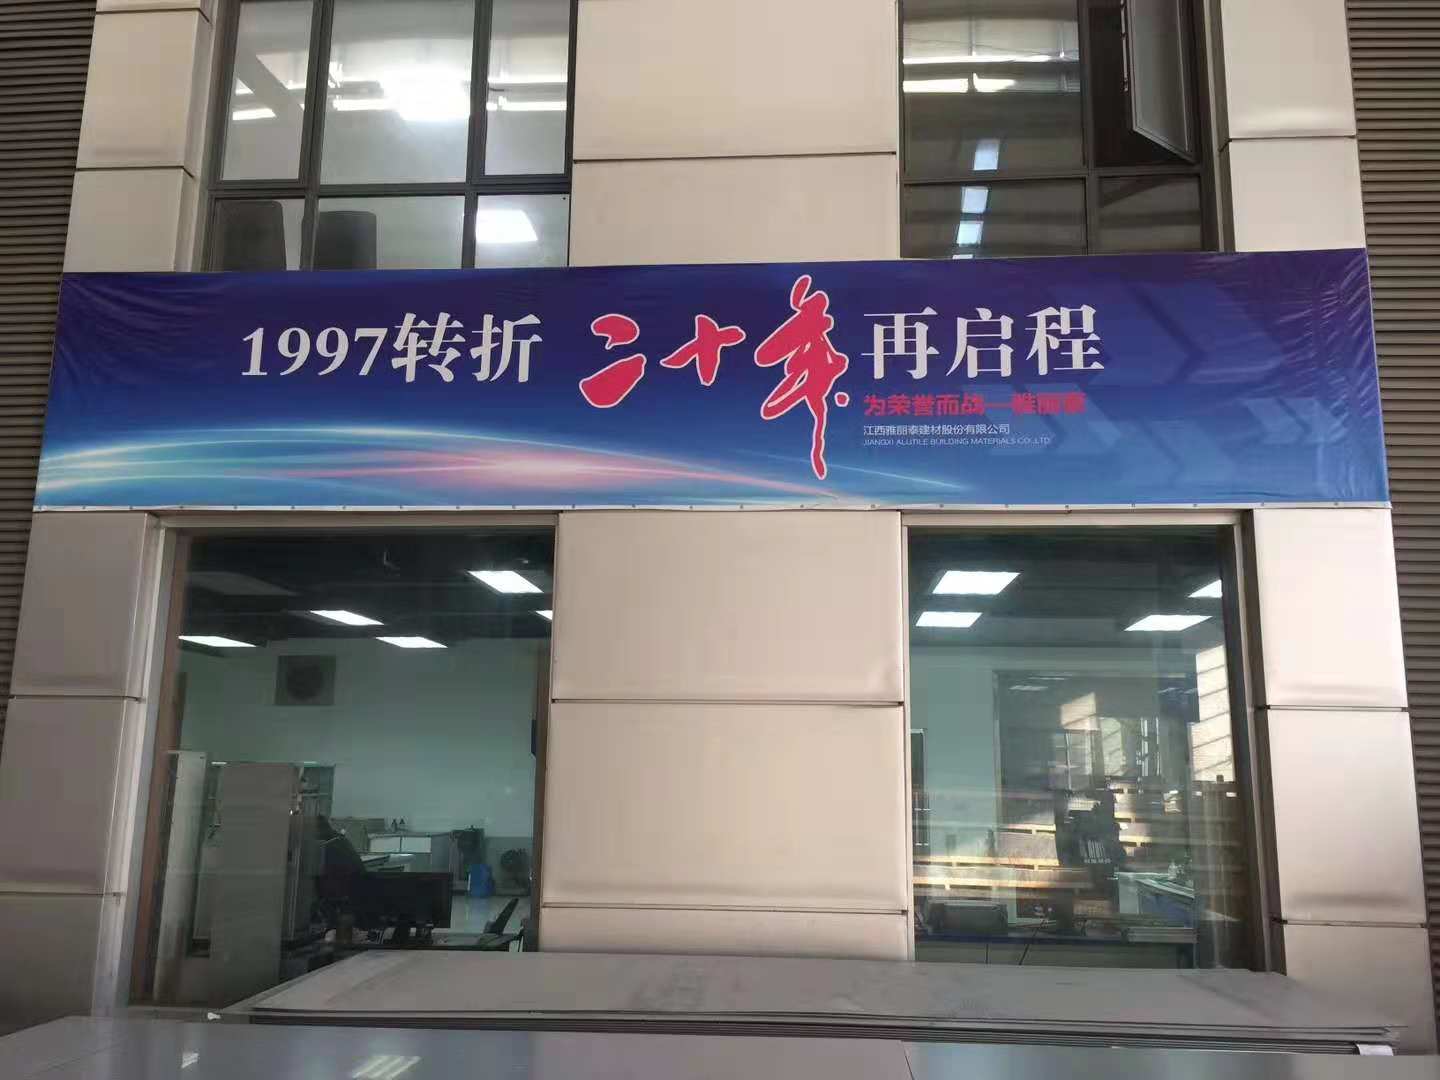 1997转折 二十年 再启程
为荣誉而战—雅丽泰
江西雅丽泰建材股份有限公司
JIANGXI ALUTILE BUILDING MATERIALS CO.,LTD.